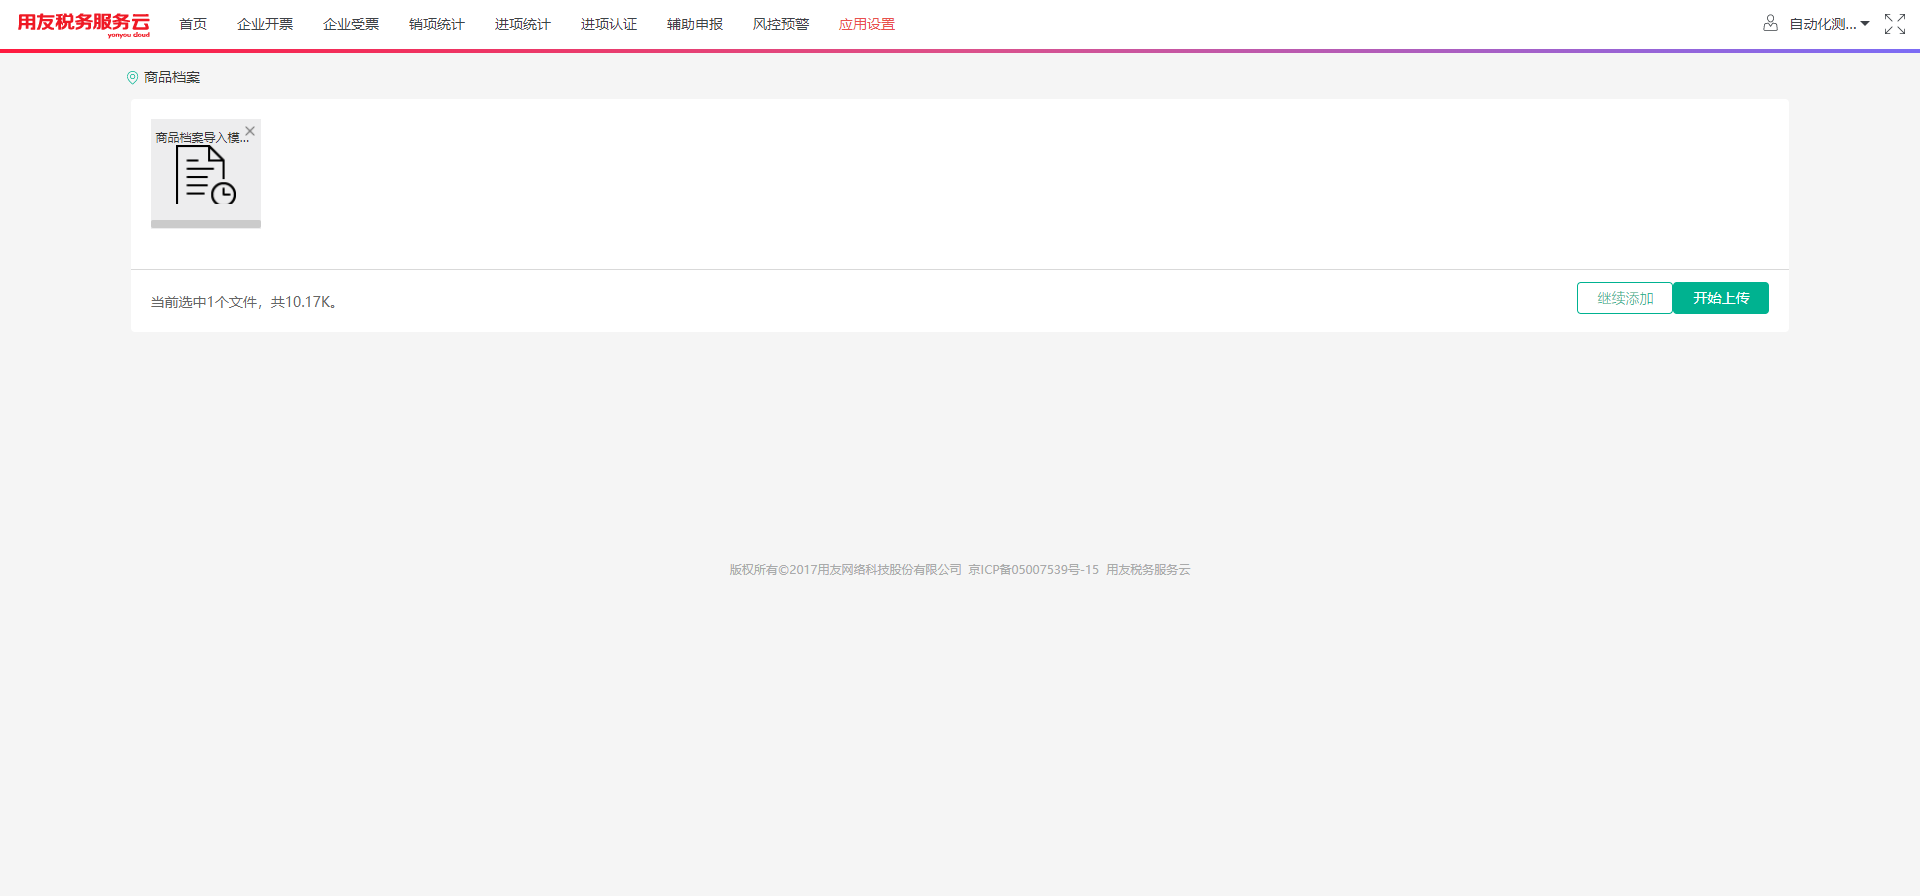 用友税务服务云
yonyou cloud
首页 企业开票 企业受票 销项统计 进项统计 进项认证 辅助申报 风控预警 应用设置 自动化测...
商品档案
商品档案导入模...
当前选中1个文件，共10.17K。 继续添加 开始上传
版权所有©2017用友网络科技股份有限公司 京ICP备05007539号-15 用友税务服务云